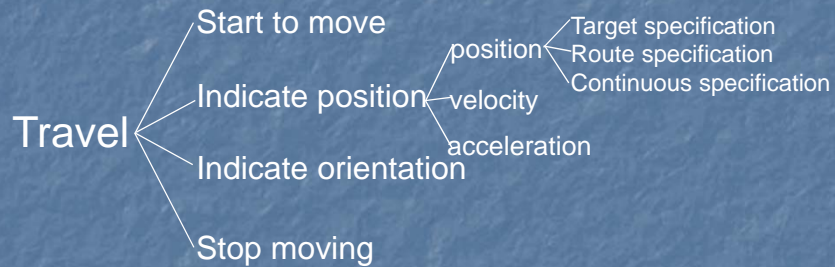 Travel
Start to move
Indicate position
position
Target specification
Route specification
Continuous specification
velocity
acceleration
Indicate orientation
Stop moving